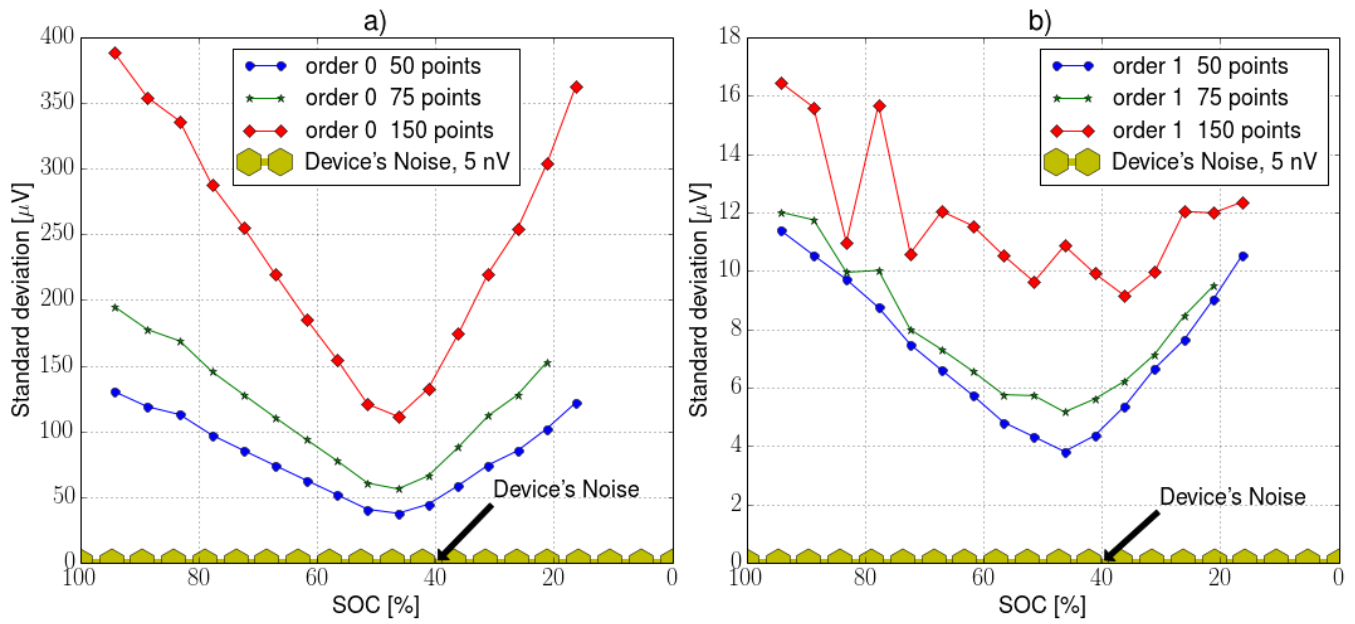 a)
400
350
300
250
200
150
100
50
0
Standard deviation [μV]
order 0 50 points
order 0 75 points
order 0 150 points
Device's Noise, 5 nV
Device's Noise
100 80 60 40 20 0
SOC [%]
b)
18
16
14
12
10
8
6
4
2
0
Standard deviation [μV]
order 1 50 points
order 1 75 points
order 1 150 points
Device's Noise, 5 nV
Device's Noise
100 80 60 40 20 0
SOC [%]